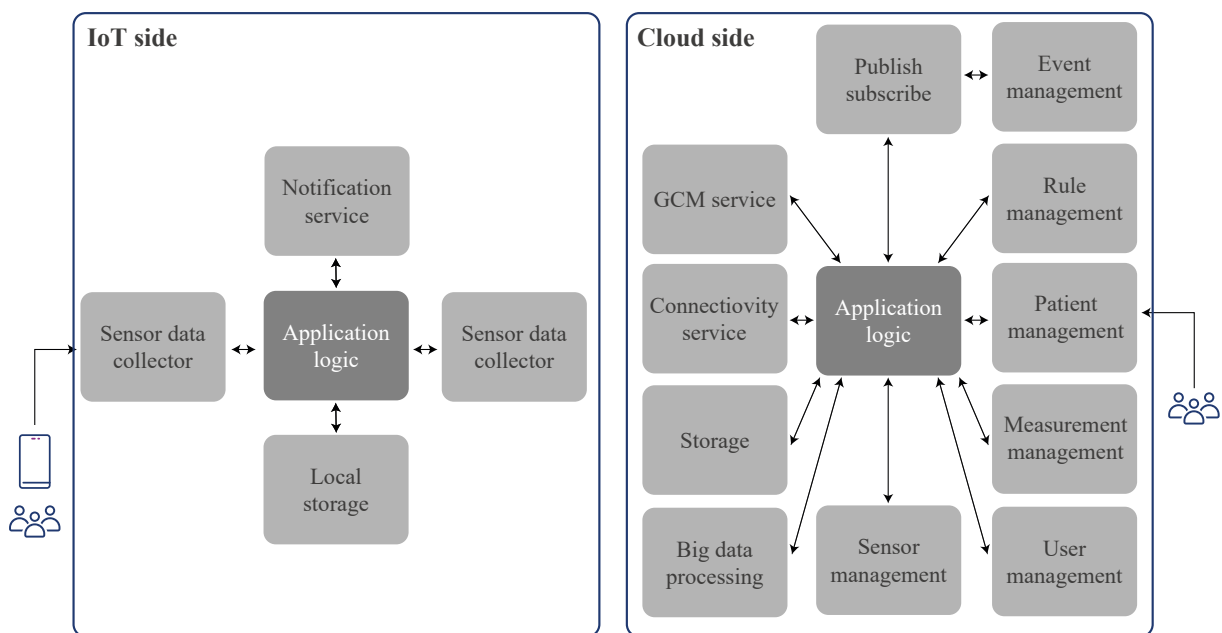 IoT side
Notification
service
Sensor data
collector
Application
logic
Sensor data
collector
Local
storage
Cloud side
Publish
subscribe
Event
management
GCM service
Rule
management
Connectiovity
service
Application
logic
Patient
management
Storage
Measurement
management
Big data
processing
Sensor
management
User
management